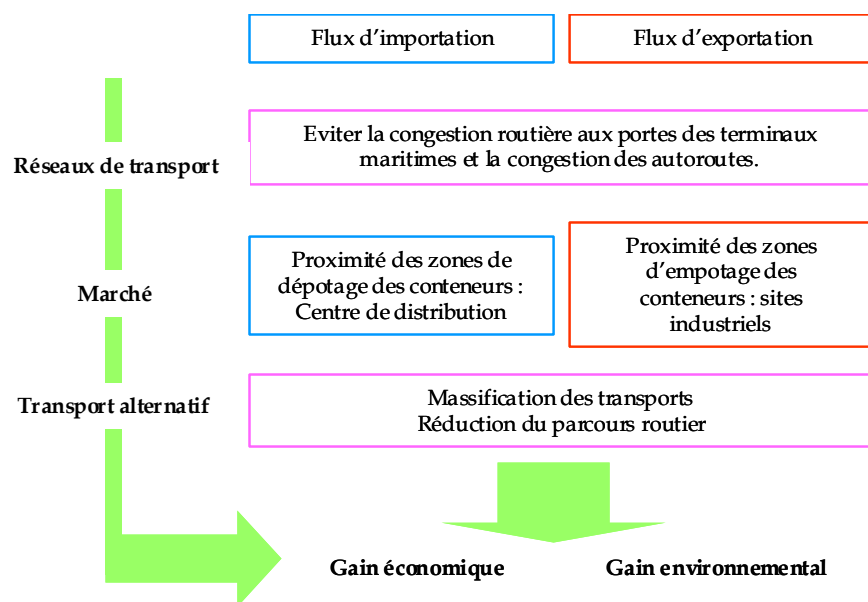 Flux d'importation
Flux d'exportation
Eviter la congestion routière aux portes des terminaux
maritimes et la congestion des autoroutes.
Réseaux de transport
Proximité des zones de
dépotage des conteneurs :
Centre de distribution
Proximité des zones
d'empotage des
conteneurs : sites
industriels
Marché
Massification des transports
Réduction du parcours routier
Transport alternatif
Gain économique
Gain environnemental